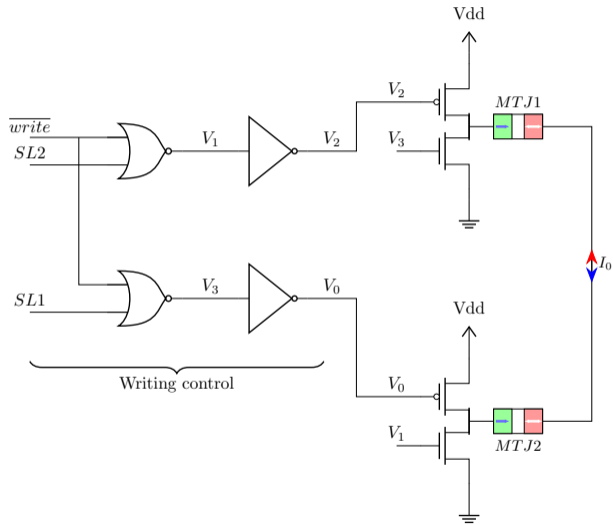 Vdd
V₂
MTJ1
write
SL2
V₁
V₂
V₃
I₀
SL1
V₃
V₀
Vdd
Writing control
V₀
V₁
MTJ2